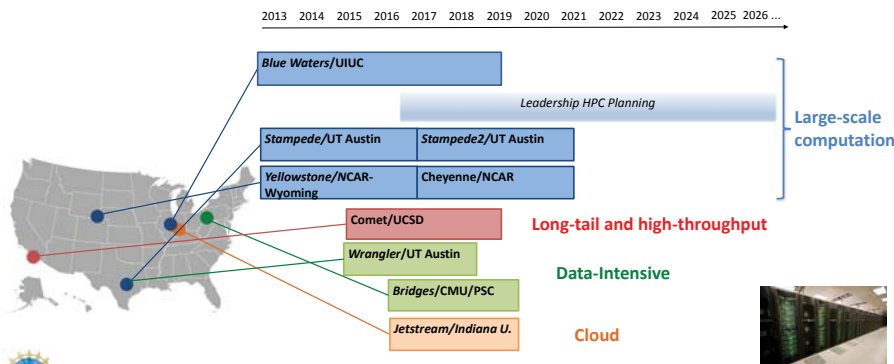 2013 2014 2015 2016 2017 2018 2019 2020 2021 2022 2023 2024 2025 2026 ...
Blue Waters/UIUC
Leadership HPC Planning
Large-scale
computation
Stampede/UT Austin
Stampede2/UT Austin
Yellowstone/NCAR-
Wyoming
Cheyenne/NCAR
Comet/UCSD
Long-tail and high-throughput
Wrangler/UT Austin
Data-Intensive
Bridges/CMU/PSC
Jetstream/Indiana U.
Cloud